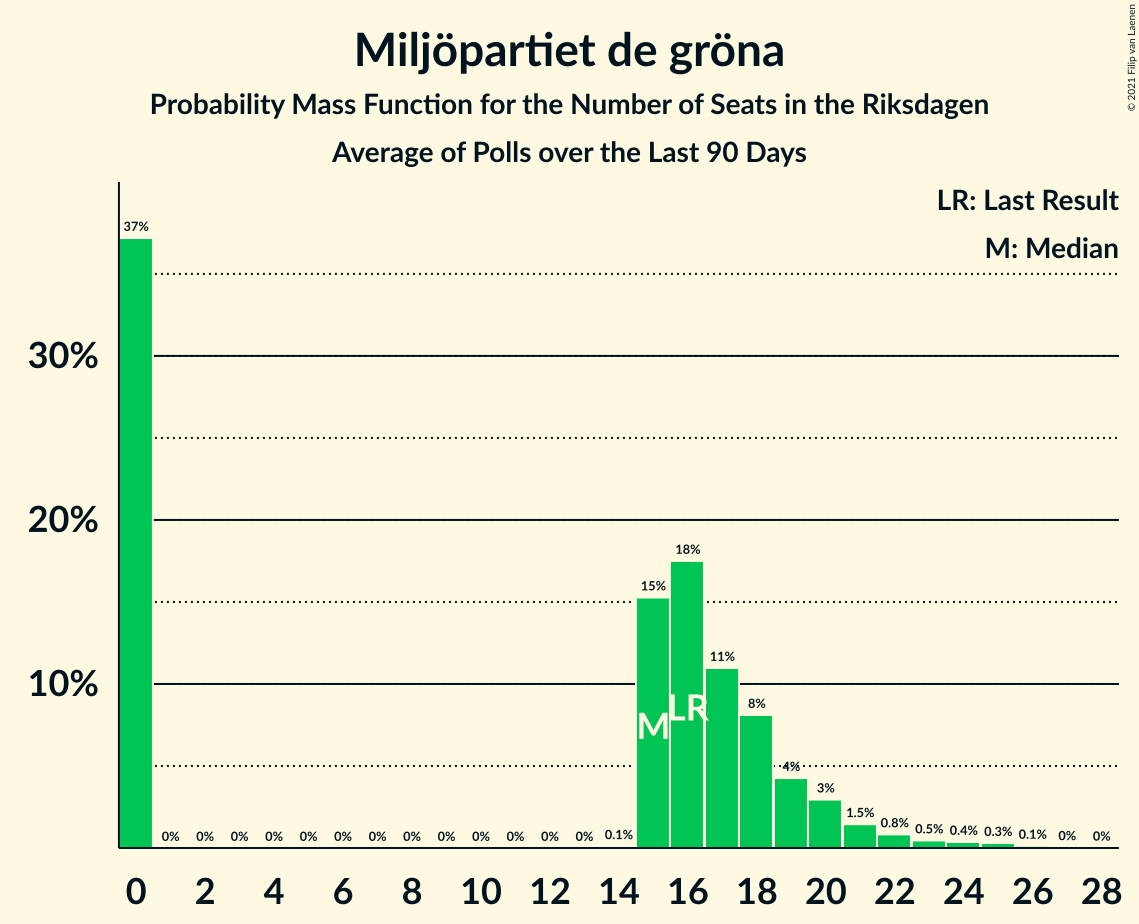 Miljöpartiet de gröna
Probability Mass Function for the Number of Seats in the Riksdagen
Average of Polls over the Last 90 Days
© 2021 Filip van Laenen
LR: Last Result
M: Median
30%
20%
10%
37% 0% 0% 0% 0% 0% 0% 0% 0% 0% 0% 0% 0% 0% 0.1% 15% 18% 11% 8% 4% 3% 1.5% 0.8% 0.5% 0.4% 0.3% 0.1% 0% 0%
M LR
0 2 4 6 8 10 12 14 16 18 20 22 24 26 28